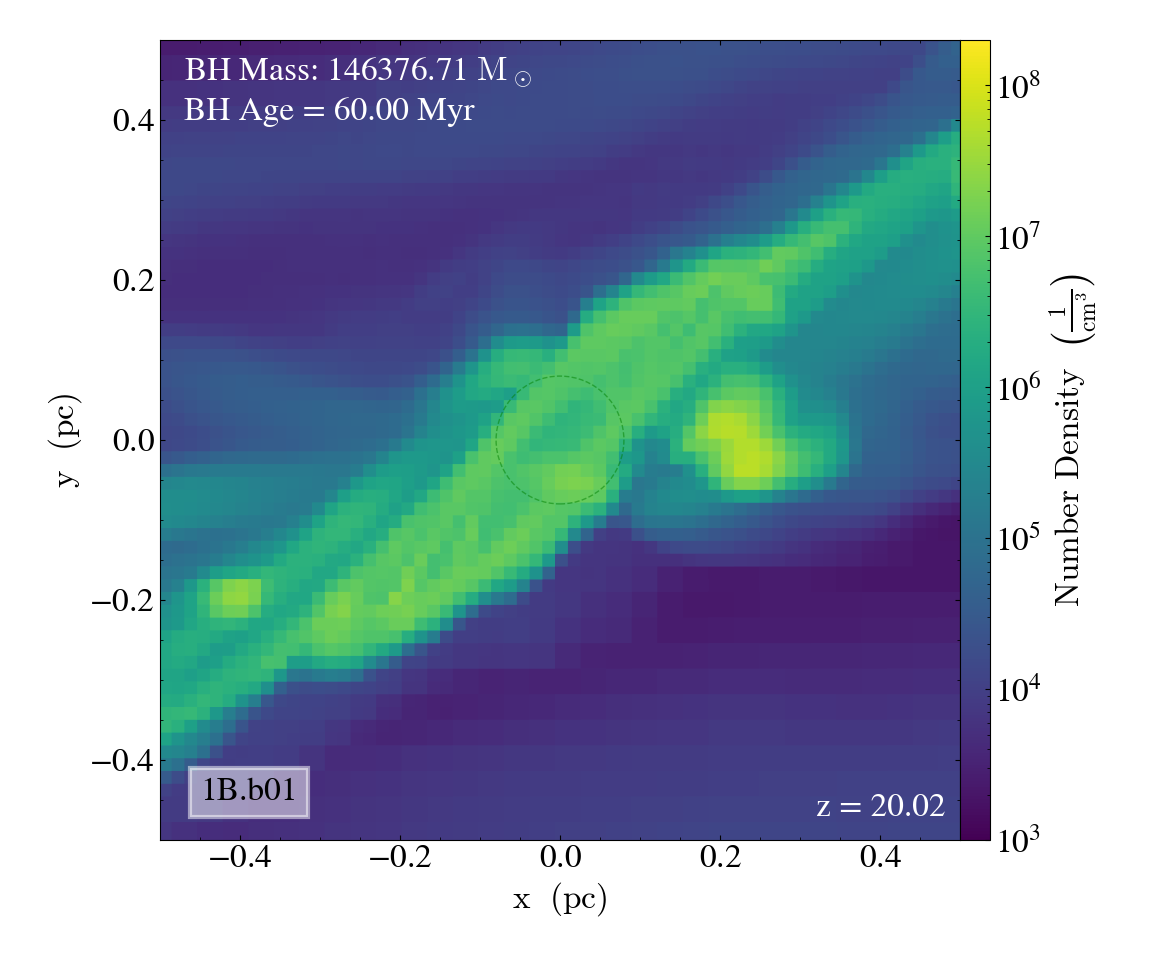 BH Mass: 146376.71 M⊙
BH Age = 60.00 Myr
1B.b01
z = 20.02
0.4
0.2
0.0
−0.2
−0.4
y (pc)
−0.4
−0.2
0.0
0.2
0.4
x (pc)
10⁸
10⁷
10⁶
10⁵
10⁴
10³
Number Density (1/cm³)